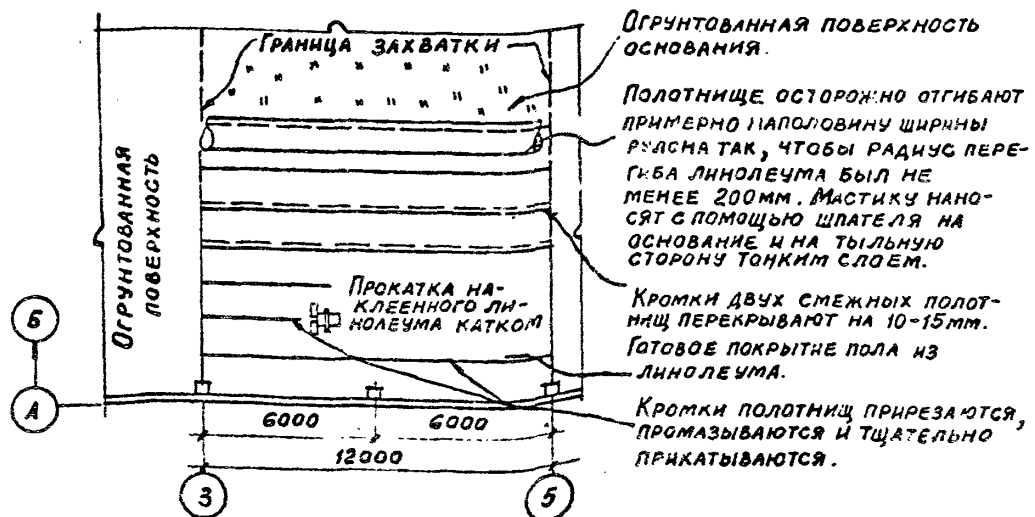 Граница захватки
Огрунтованная поверхность
основания.
Полотнище осторожно отгибают
примерно наполовину ширины
рулона так, чтобы радиус пере-
гиба линолеума был не
менее 200мм. Мастику нано-
сят с помощью шпателя на
основание и на тыльную
сторону тонким слоем.
Кромки двух смежных полот-
нищ перекрывают на 10-15мм.
Готовое покрытие пола из
линолеума.
Кромки полотнищ прирезаются,
промазываются и тщательно
прикатываются.
Огрунтованная
поверхность
Прокатка на-
клеенного ли-
нолеума катком
Б
А
6000 6000
12000
3 5